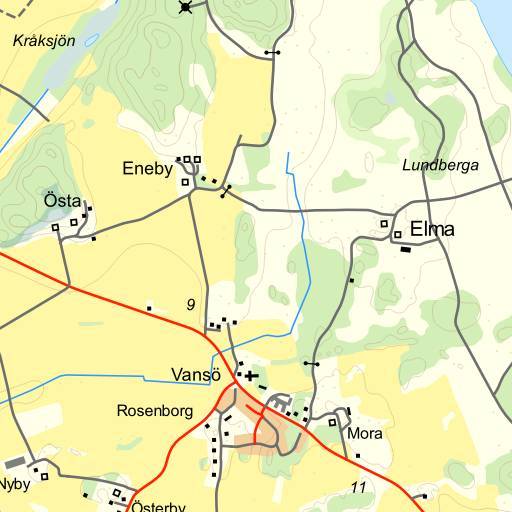 Kråksjön
Lundberga
Eneby
Östa
Elma
9
Vansö
Rosenborg
Mora
Nyby
11
Österby